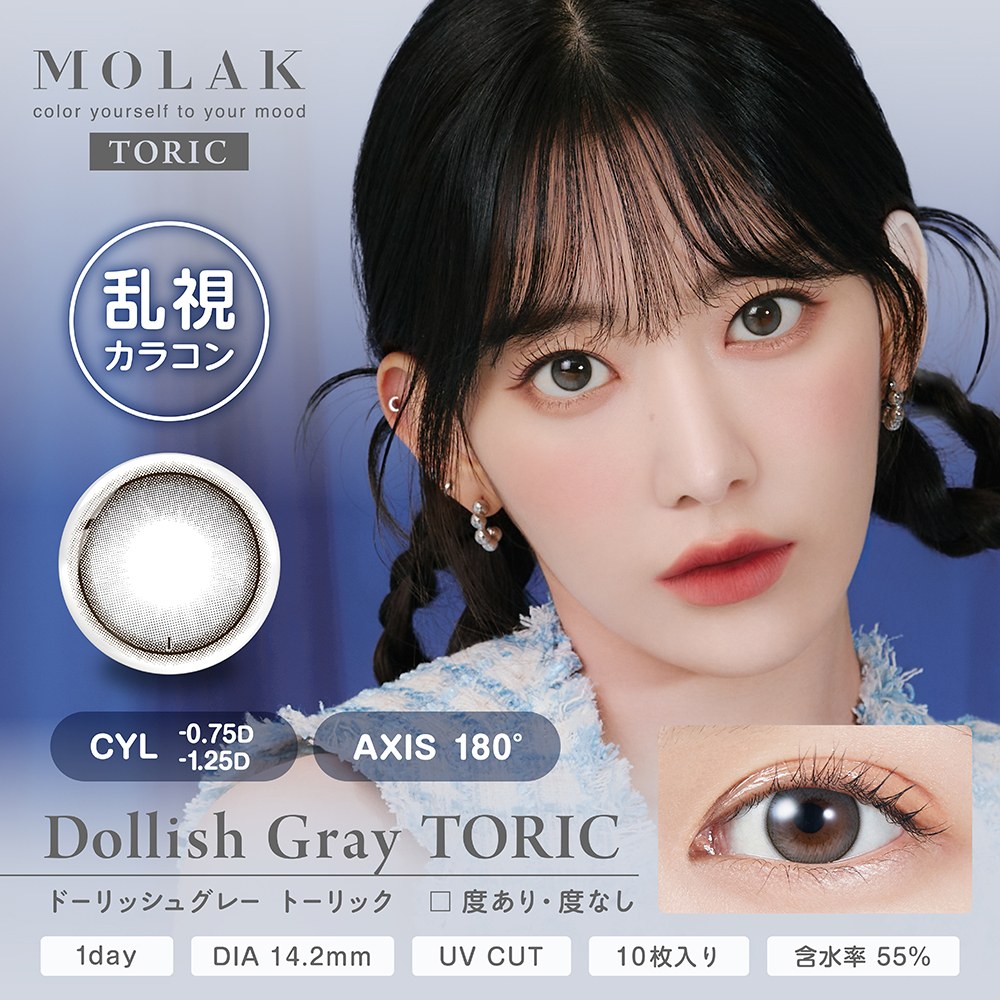 MOLAK
color yourself to your mood
TORIC
乱視
カラコン
CYL -0.75D
-1.25D
AXIS 180°
Dollish Gray TORIC
ドーリッシュグレー トーリック □ 度あり・度なし
1day
DIA 14.2mm
UV CUT
10枚入り
含水率 55%